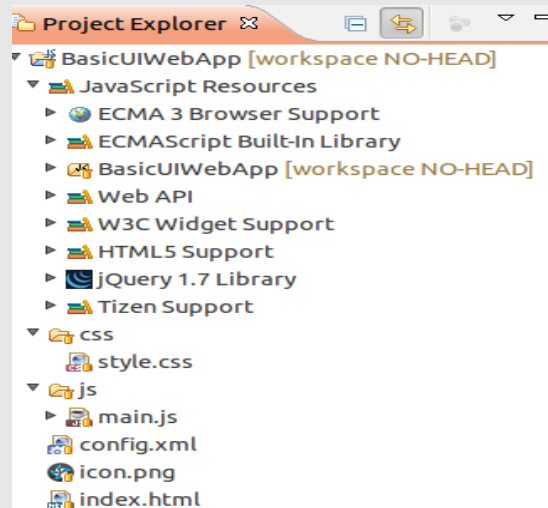 Project Explorer
BasicUIWebApp [workspace NO-HEAD]
JavaScript Resources
ECMA 3 Browser Support
ECMAScript Built-In Library
BasicUIWebApp [workspace NO-HEAD]
Web API
W3C Widget Support
HTML5 Support
jQuery 1.7 Library
Tizen Support
css
style.css
js
main.js
config.xml
icon.png
index.html